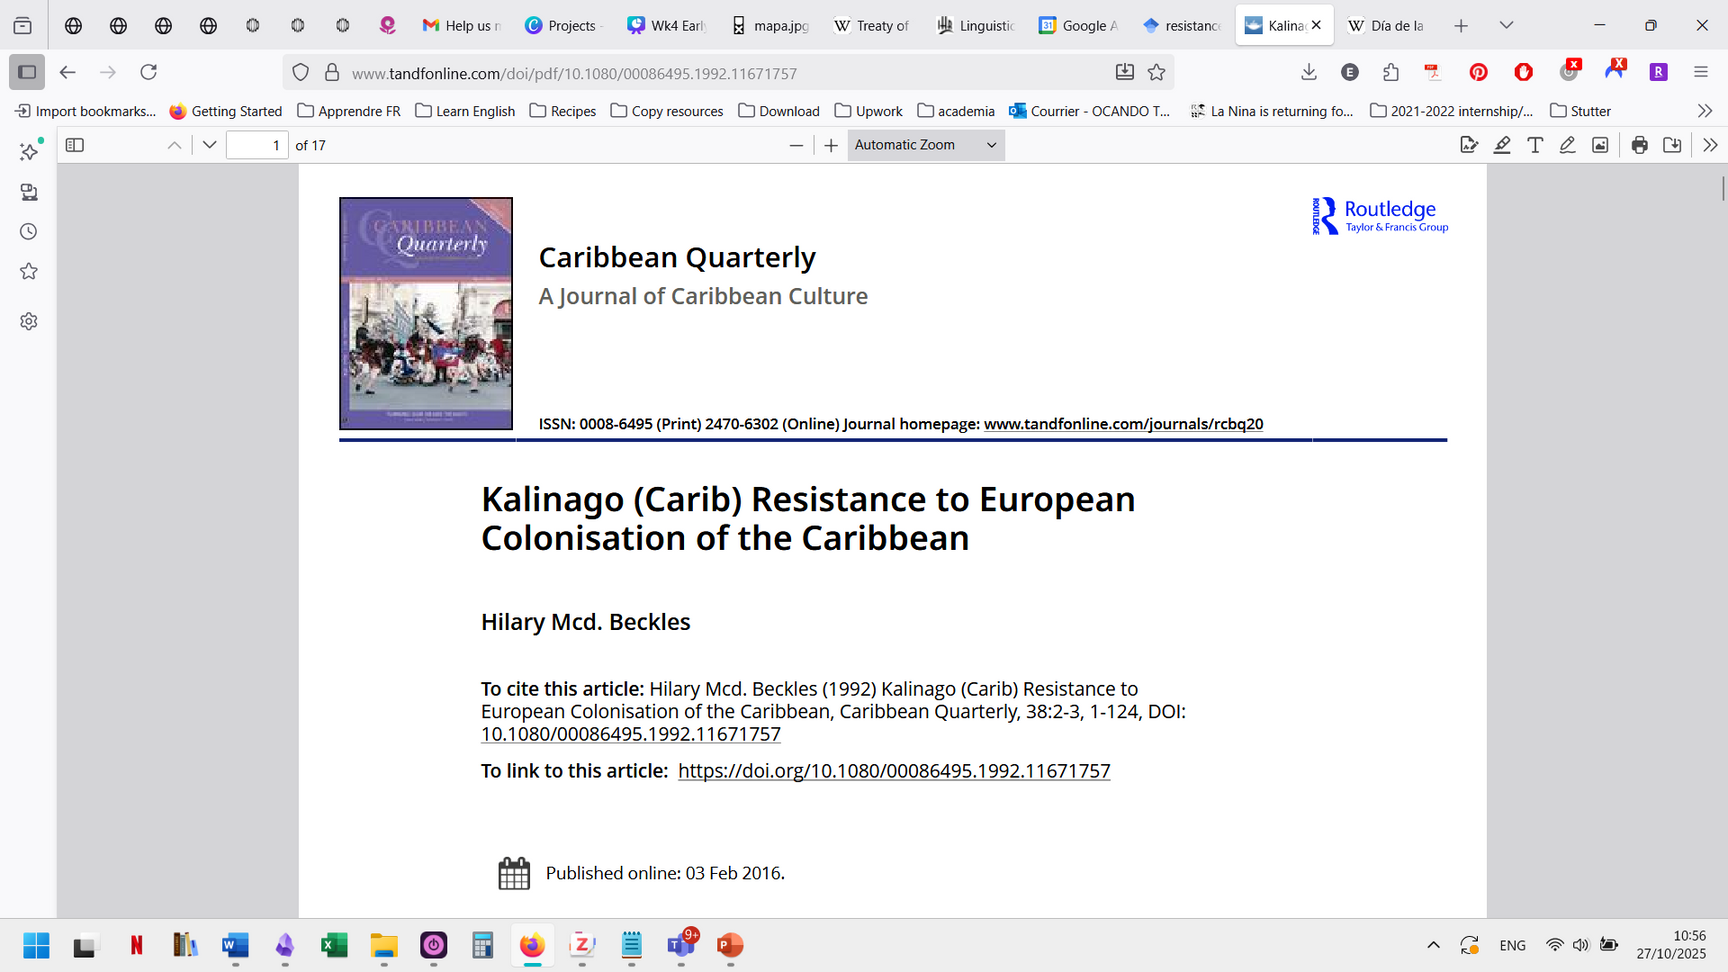 Help us n
Projects -
Wk4 Early
mapa.jpg
Treaty of
Linguistic
Google A
resistance
Kalinag
Día de la
www.tandfonline.com/doi/pdf/10.1080/00086495.1992.11671757
Import bookmarks...
Getting Started
Apprendre FR
Learn English
Recipes
Copy resources
Download
Upwork
academia
Courrier - OCANDO T...
La Nina is returning fo...
2021-2022 internship/...
Stutter
1 of 17
Automatic Zoom
CARIBBEAN
Quarterly
Caribbean Quarterly
A Journal of Caribbean Culture
ROUTLEDGE
Routledge
Taylor & Francis Group
ISSN: 0008-6495 (Print) 2470-6302 (Online) Journal homepage: www.tandfonline.com/journals/rcbq20
Kalinago (Carib) Resistance to European
Colonisation of the Caribbean
Hilary Mcd. Beckles
To cite this article: Hilary Mcd. Beckles (1992) Kalinago (Carib) Resistance to
European Colonisation of the Caribbean, Caribbean Quarterly, 38:2-3, 1-124, DOI:
10.1080/00086495.1992.11671757
To link to this article: https://doi.org/10.1080/00086495.1992.11671757
Published online: 03 Feb 2016.
9+
ENG
10:56
27/10/2025